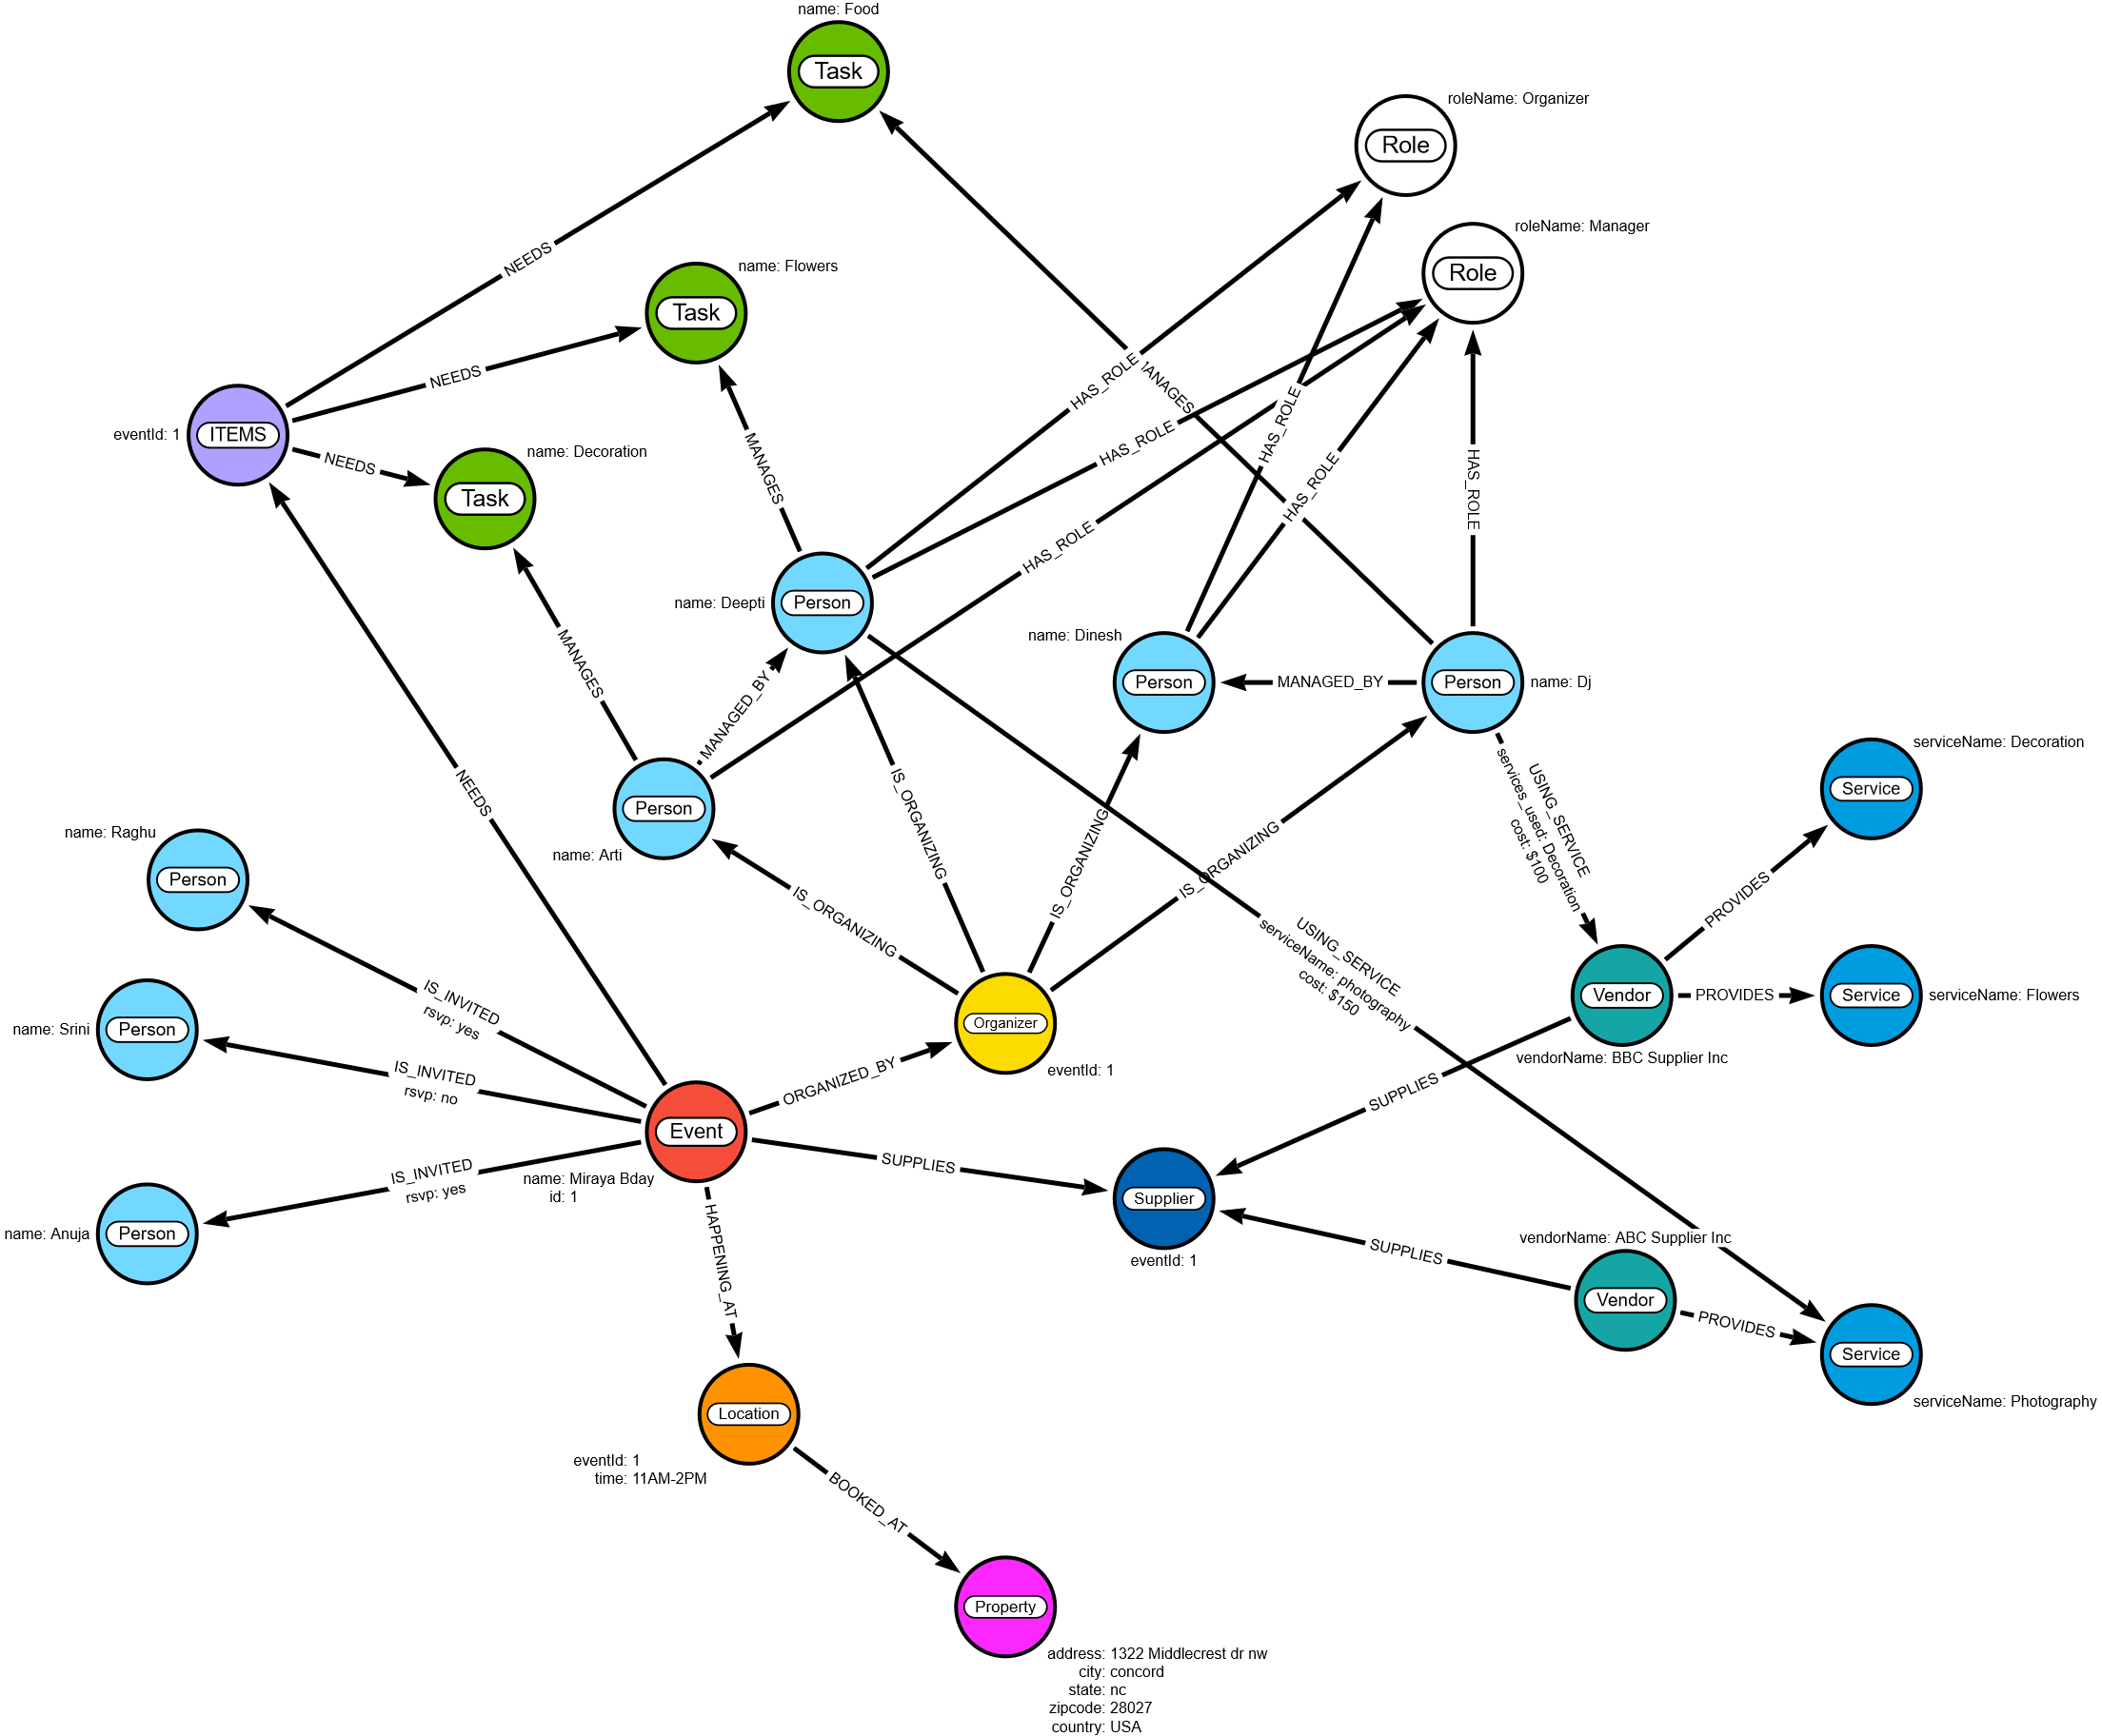 name: Food
Task
roleName: Organizer
Role
roleName: Manager
Role
NEEDS
name: Flowers
Task
NEEDS
HAS_ROLE
HAS_ROLE
HAS_ROLE
HAS_ROLE
HAS_ROLE
HAS_ROLE
MANAGES
eventId: 1
ITEMS
NEEDS
name: Decoration
Task
MANAGES
name: Deepti
Person
name: Dinesh
Person
MANAGED_BY
Person
name: Dj
MANAGES
MANAGED_BY
NEEDS
Person
name: Arti
IS_ORGANIZING
IS_ORGANIZING
IS_ORGANIZING
IS_ORGANIZING
USING_SERVICE
services_used: Decoration
cost: $100
serviceName: Decoration
Service
PROVIDES
name: Raghu
Person
IS_INVITED
rsvp: yes
name: Srini
Person
IS_INVITED
rsvp: no
Organizer
eventId: 1
ORGANIZED_BY
USING_SERVICE
serviceName: photography
cost: $150
Vendor
vendorName: BBC Supplier Inc
PROVIDES
Service
serviceName: Flowers
SUPPLIES
Event
name: Miraya Bday
id: 1
IS_INVITED
rsvp: yes
name: Anuja
Person
SUPPLIES
Supplier
eventId: 1
SUPPLIES
vendorName: ABC Supplier Inc
Vendor
PROVIDES
Service
serviceName: Photography
HAPPENING_AT
Location
eventId: 1
time: 11AM-2PM
BOOKED_AT
Property
address: 1322 Middlecrest dr nw
city: concord
state: nc
zipcode: 28027
country: USA